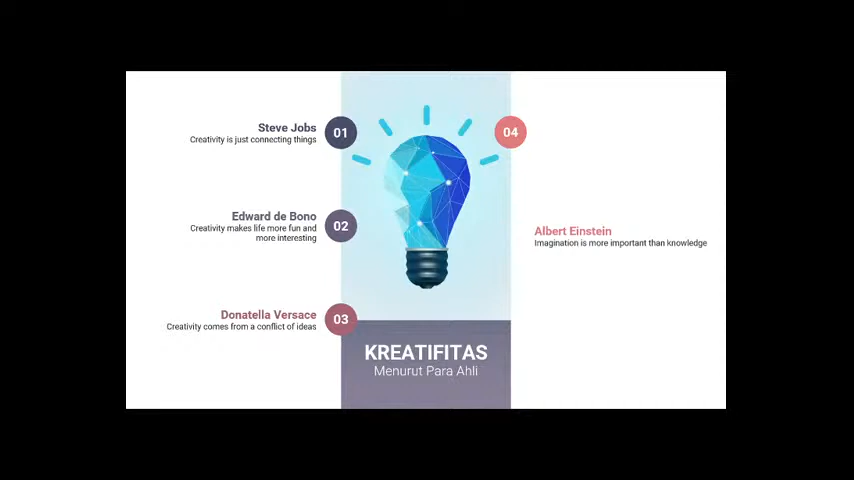 Steve Jobs
Creativity is just connecting things
01
Edward de Bono
Creativity makes life more fun and
more interesting
02
Donatella Versace
Creativity comes from a conflict of ideas
03
04
Albert Einstein
Imagination is more important than knowledge
KREATIFITAS
Menurut Para Ahli